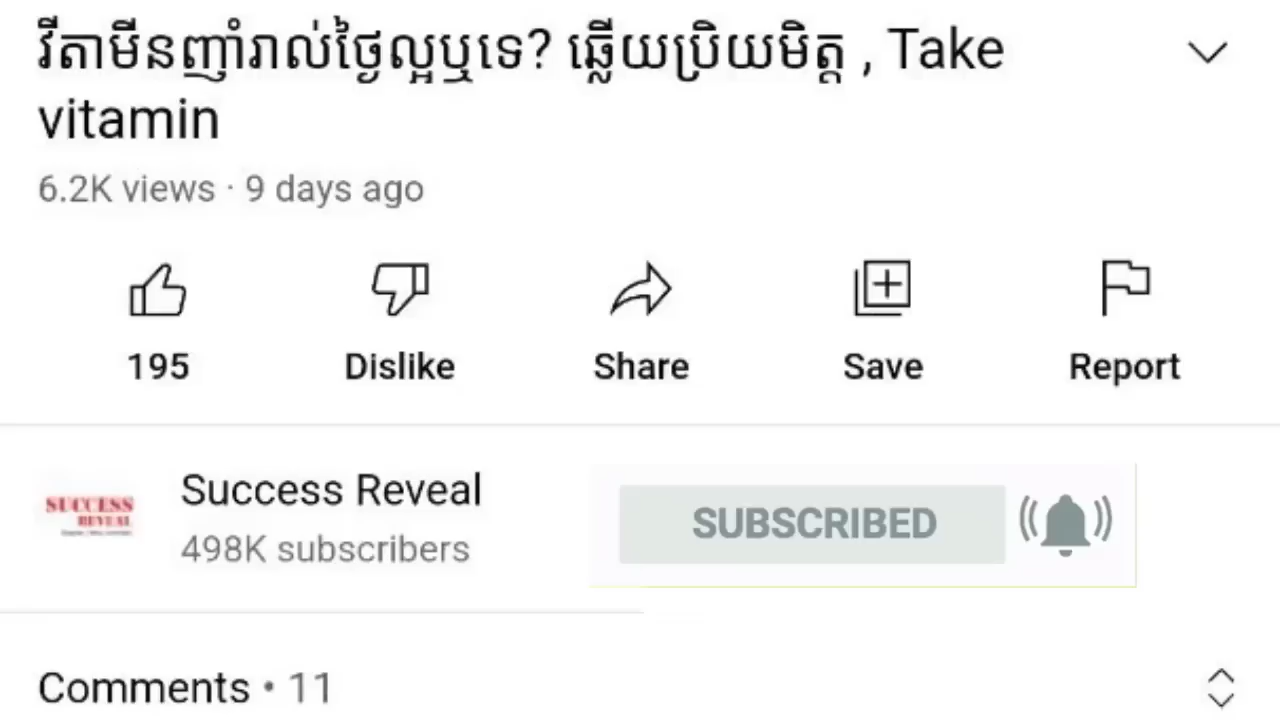 វីតាមីនញាំរាល់ថ្ងៃល្អឬទេ? ឆ្លើយប្រិយមិត្ត , Take
vitamin
6.2K views · 9 days ago
195
Dislike
Share
Save
Report
SUCCESS
REVEAL
Success Reveal
498K subscribers
SUBSCRIBED
Comments • 11